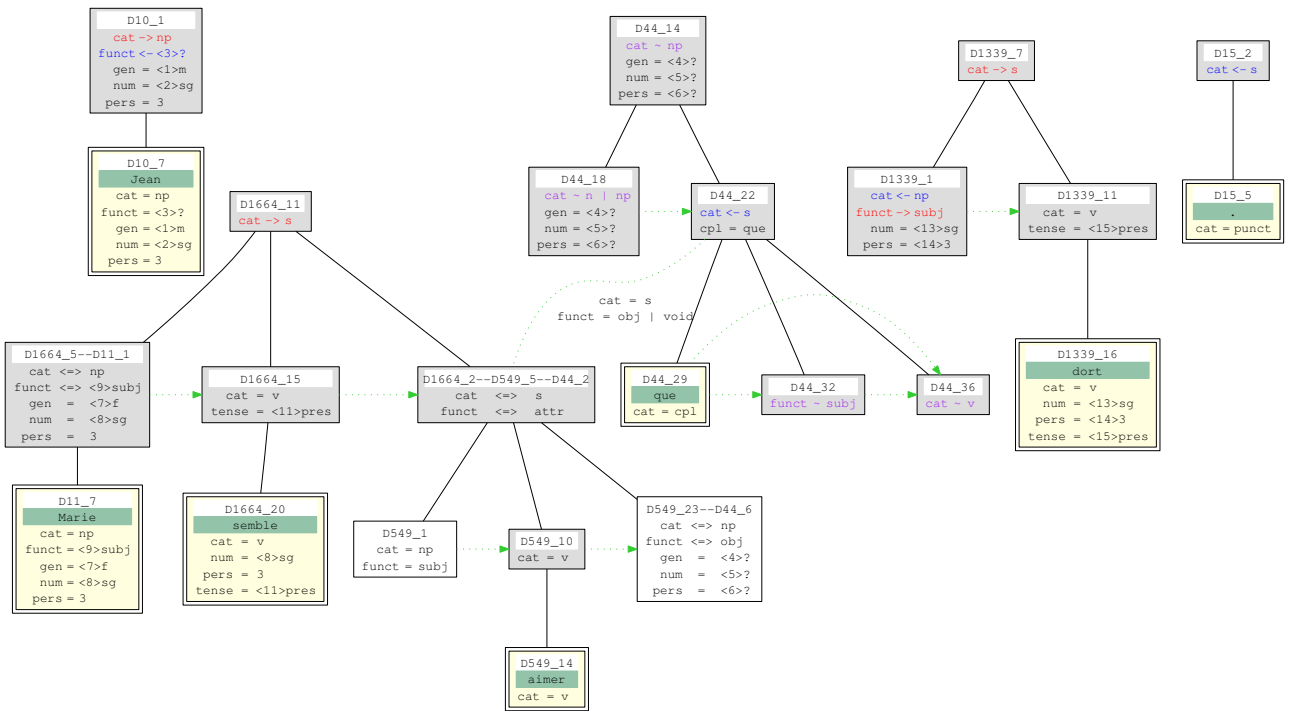 D10_1
cat -> np
funct <- <3>?
gen = <1>m
num = <2>sg
pers = 3
D10_7
Jean
cat = np
funct = <3>?
gen = <1>m
num = <2>sg
pers = 3
D1664_11
cat -> s
D1664_5--D11_1
cat <=> np
funct <=> <9>subj
gen = <7>f
num = <8>sg
pers = 3
D11_7
Marie
cat = np
funct = <9>subj
gen = <7>f
num = <8>sg
pers = 3
D1664_15
cat = v
tense = <11>pres
D1664_20
semble
cat = v
num = <8>sg
pers = 3
tense = <11>pres
D1664_2--D549_5--D44_2
cat <=> s
funct <=> attr
D549_1
cat = np
funct = subj
D549_10
cat = v
D549_14
aimer
cat = v
D549_23--D44_6
cat <=> np
funct <=> obj
gen = <4>?
num = <5>?
pers = <6>?
D44_14
cat ~ np
gen = <4>?
num = <5>?
pers = <6>?
D44_18
cat ~ n | np
gen = <4>?
num = <5>?
pers = <6>?
D44_22
cat <- s
cpl = que
cat = s
funct = obj | void
D44_29
que
cat = cpl
D44_32
funct ~ subj
D44_36
cat ~ v
D1339_7
cat -> s
D1339_1
cat <- np
funct -> subj
num = <13>sg
pers = <14>3
D1339_11
cat = v
tense = <15>pres
D1339_16
dort
cat = v
num = <13>sg
pers = <14>3
tense = <15>pres
D15_2
cat <- s
D15_5
.
cat = punct